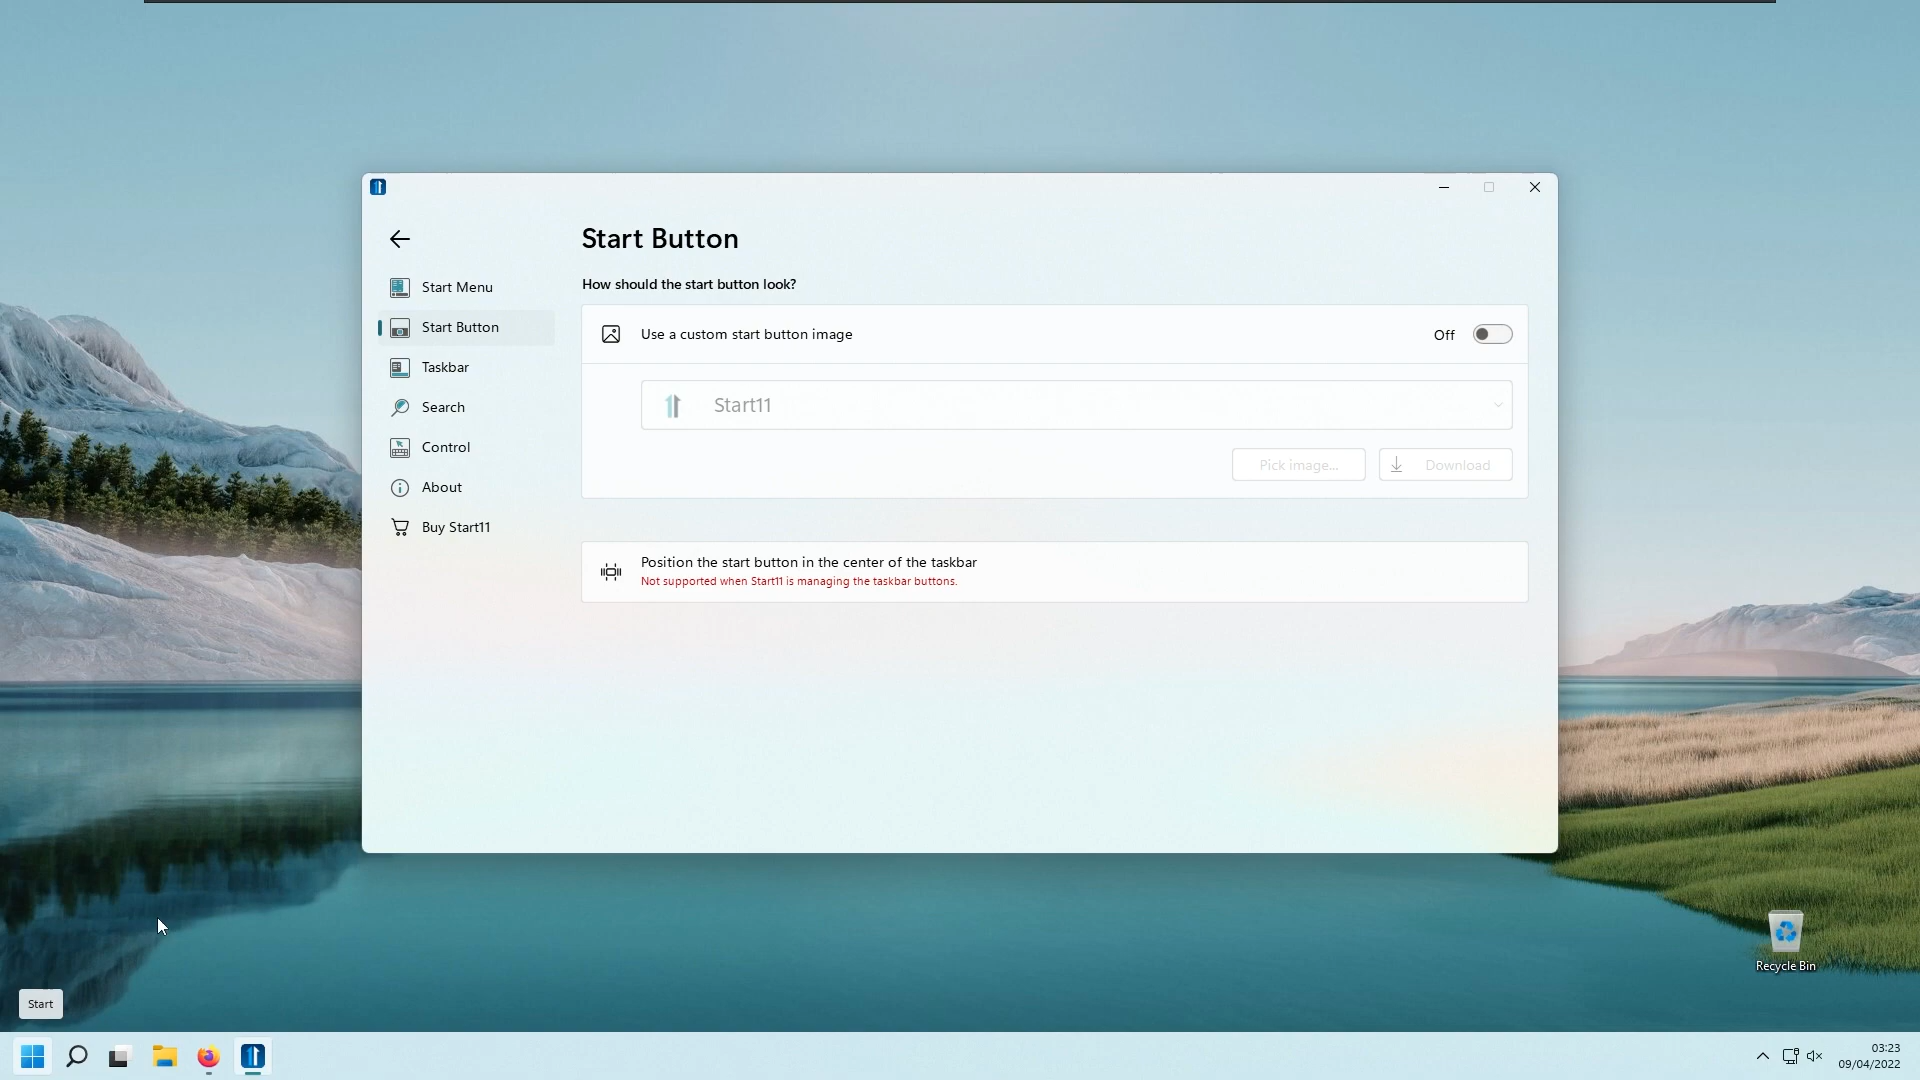 Start Button
Start Menu
Start Button
Taskbar
Search
Control
About
Buy Start11
How should the start button look?
Use a custom start button image
Off
Start11
Pick image...
Download
Position the start button in the center of the taskbar
Not supported when Start11 is managing the taskbar buttons.
Recycle Bin
Start
03:23
09/04/2022